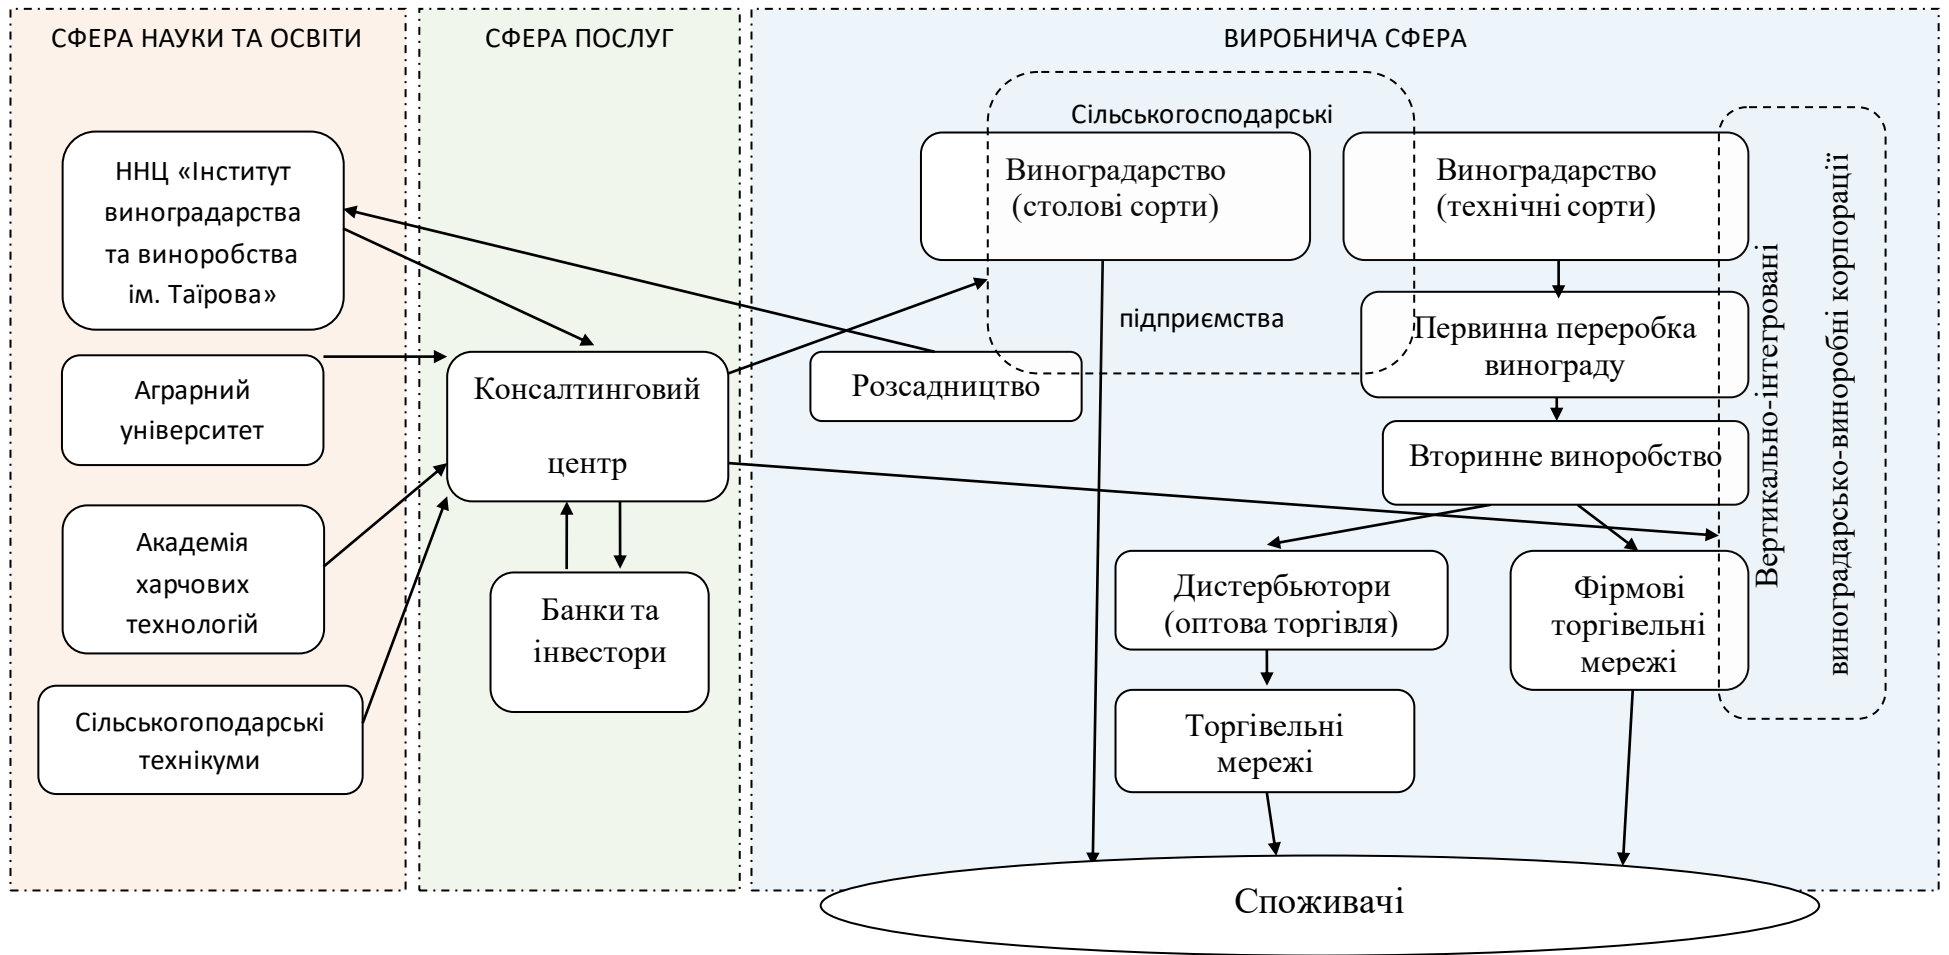 СФЕРА НАУКИ ТА ОСВІТИ
ННЦ «Інститут
виноградарства
та виноробства
ім. Таїрова»
Аграрний
університет
Академія
харчових
технологій
Сільськогоподарські
технікуми
СФЕРА ПОСЛУГ
Консалтинговий
центр
Банки та
інвестори
ВИРОБНИЧА СФЕРА
Сільськогосподарські
Виноградарство
(столові сорти)
підприємства
Розсадництво
Виноградарство
(технічні сорти)
Первинна переробка
винограду
Вторинне виноробство
Дистербьютори
(оптова торгівля)
Фірмові
торгівельні
мережі
Торгівельні
мережі
Вертикально-інтегровані
виноградарсько-виноробні корпорації
Споживачі